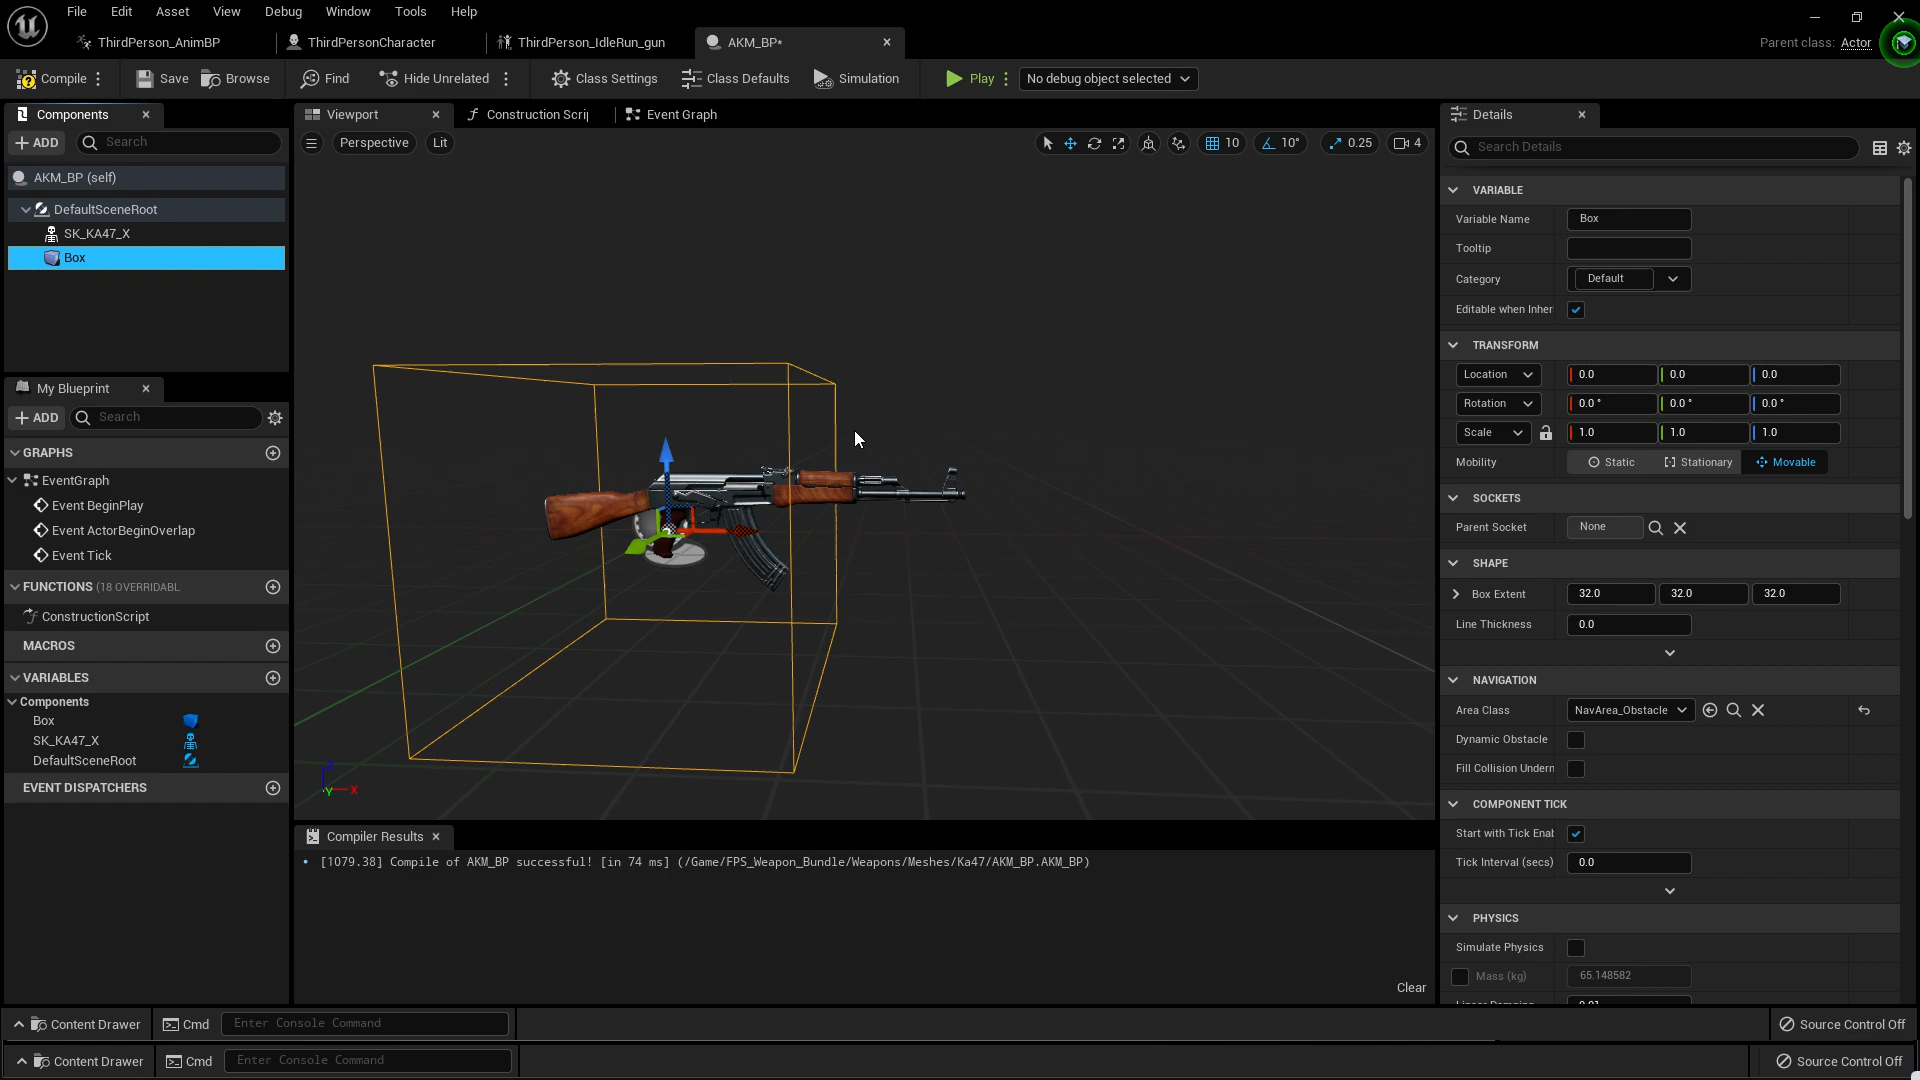 File Edit Asset View Debug Window Tools Help
ThirdPerson_AnimBP ThirdPersonCharacter ThirdPerson_IdleRun_gun AKM_BP* Parent class: Actor
Compile Save Browse Find Hide Unrelated Class Settings Class Defaults Simulation Play No debug object selected
Components Viewport Construction Scrip Event Graph Details
ADD Search Perspective Lit 10 10° 0.25 4 Search Details
AKM_BP (self)
DefaultSceneRoot
SK_KA47_X
Box
VARIABLE
Variable Name Box
Tooltip
Category Default
Editable when Inher
TRANSFORM
Location 0.0 0.0 0.0
Rotation 0.0 ° 0.0 ° 0.0 °
Scale 1.0 1.0 1.0
Mobility Static Stationary Movable
SOCKETS
Parent Socket None
SHAPE
Box Extent 32.0 32.0 32.0
Line Thickness 0.0
NAVIGATION
Area Class NavArea_Obstacle
Dynamic Obstacle
Fill Collision Undern
COMPONENT TICK
Start with Tick Enab
Tick Interval (secs) 0.0
PHYSICS
Simulate Physics
Mass (kg) 65.148582
My Blueprint
ADD Search
GRAPHS
EventGraph
Event BeginPlay
Event ActorBeginOverlap
Event Tick
FUNCTIONS (18 OVERRIDABL
ConstructionScript
MACROS
VARIABLES
Components
Box
SK_KA47_X
DefaultSceneRoot
EVENT DISPATCHERS
Z
X
Y
Compiler Results
[1079.38] Compile of AKM_BP successful! [in 74 ms] (/Game/FPS_Weapon_Bundle/Weapons/Meshes/Ka47/AKM_BP.AKM_BP)
Clear
Content Drawer Cmd Enter Console Command Source Control Off
Content Drawer Cmd Enter Console Command Source Control Off